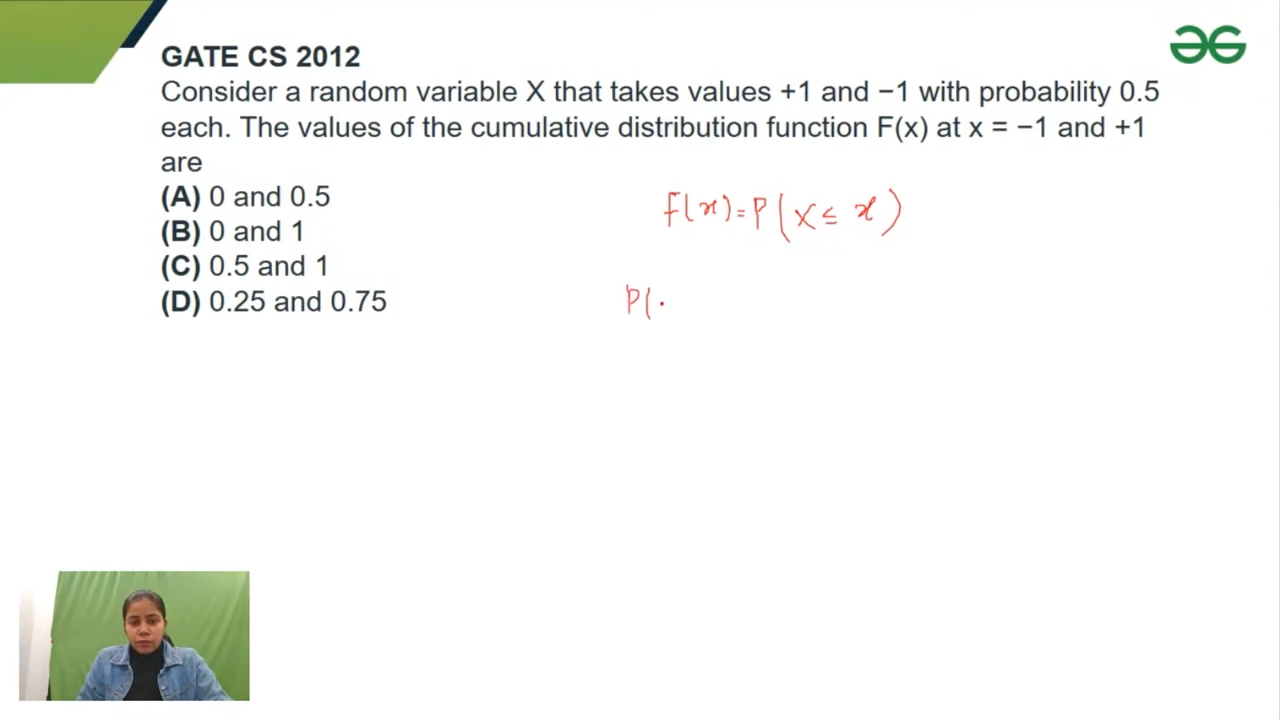 GATE CS 2012
Consider a random variable X that takes values +1 and −1 with probability 0.5
each. The values of the cumulative distribution function F(x) at x = −1 and +1
are
(A) 0 and 0.5
F(x)=P(X≤ x)
(B) 0 and 1
(C) 0.5 and 1
(D) 0.25 and 0.75
P(